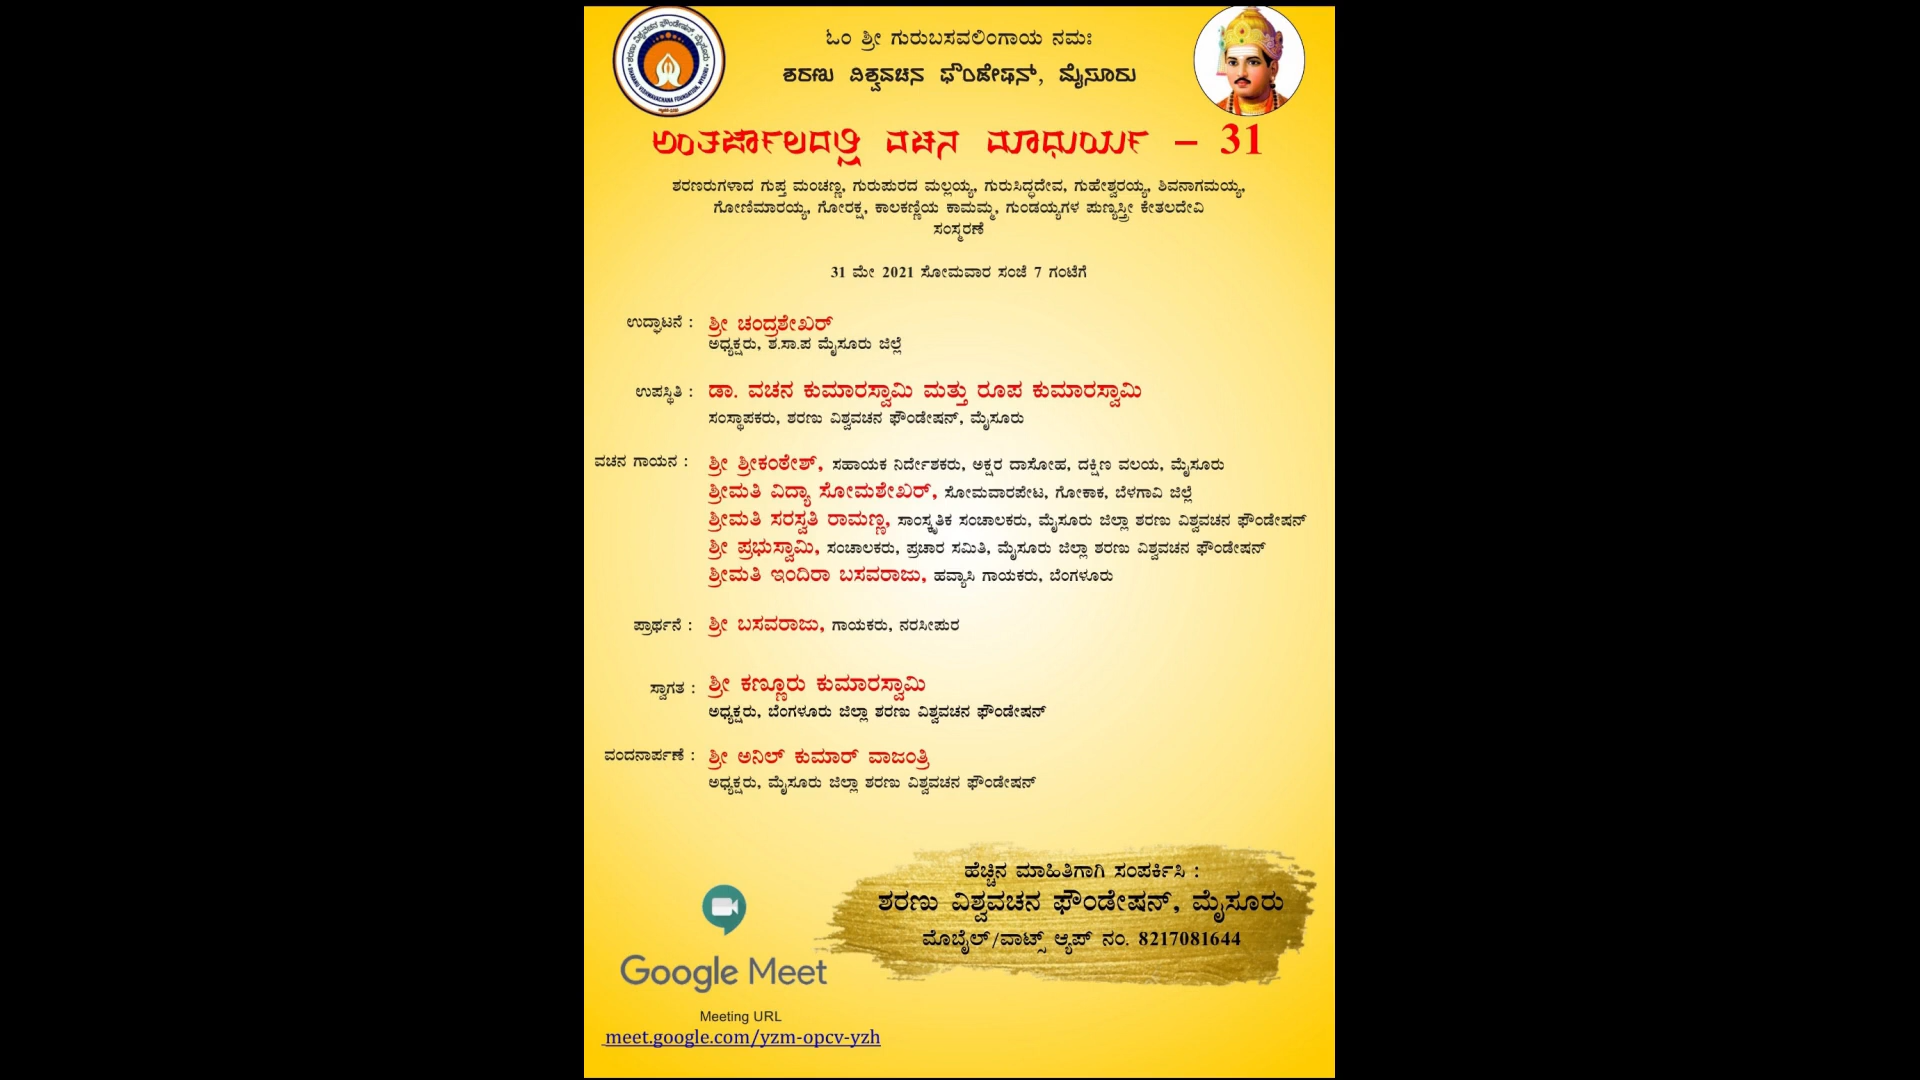 ಓಂ ಶ್ರೀ ಗುರುಬಸವಲಿಂಗಾಯ ನಮಃ
ಶರಣು ವಿಶ್ವವಚನ ಫೌಂಡೇಷನ್, ಮೈಸೂರು
ಅಂತರ್ಜಾಲದಲ್ಲಿ ವಚನ ಮಾಧುರ್ಯ – 31
ಶರಣರುಗಳಾದ ಗುಪ್ತ ಮಂಚಣ್ಣ, ಗುರುಪುರದ ಮಲ್ಲಯ್ಯ, ಗುರುಸಿದ್ಧದೇವ, ಗುಹೇಶ್ವರಯ್ಯ, ಶಿವನಾಗಮಯ್ಯ,
ಗೋಣಿಮಾರಯ್ಯ, ಗೋರಕ್ಷ, ಕಾಲಕಣ್ಣಿಯ ಕಾಮಮ್ಮ, ಗುಂಡಯ್ಯಗಳ ಪುಣ್ಯಸ್ತ್ರೀ ಕೇತಲದೇವಿ
ಸಂಸ್ಮರಣೆ
31 ಮೇ 2021 ಸೋಮವಾರ ಸಂಜೆ 7 ಗಂಟೆಗೆ
ಉದ್ಘಾಟನೆ : ಶ್ರೀ ಚಂದ್ರಶೇಖರ್
ಅಧ್ಯಕ್ಷರು, ಶ.ಸಾ.ಪ ಮೈಸೂರು ಜಿಲ್ಲೆ
ಉಪಸ್ಥಿತಿ : ಡಾ. ವಚನ ಕುಮಾರಸ್ವಾಮಿ ಮತ್ತು ರೂಪ ಕುಮಾರಸ್ವಾಮಿ
ಸಂಸ್ಥಾಪಕರು, ಶರಣು ವಿಶ್ವವಚನ ಫೌಂಡೇಷನ್, ಮೈಸೂರು
ವಚನ ಗಾಯನ : ಶ್ರೀ ಶ್ರೀಕಂಠೇಶ್, ಸಹಾಯಕ ನಿರ್ದೇಶಕರು, ಅಕ್ಷರ ದಾಸೋಹ, ದಕ್ಷಿಣ ವಲಯ, ಮೈಸೂರು
ಶ್ರೀಮತಿ ವಿದ್ಯಾ ಸೋಮಶೇಖರ್, ಸೋಮವಾರಪೇಟ, ಗೋಕಾಕ, ಬೆಳಗಾವಿ ಜಿಲ್ಲೆ
ಶ್ರೀಮತಿ ಸರಸ್ವತಿ ರಾಮಣ್ಣ, ಸಾಂಸ್ಕೃತಿಕ ಸಂಚಾಲಕರು, ಮೈಸೂರು ಜಿಲ್ಲಾ ಶರಣು ವಿಶ್ವವಚನ ಫೌಂಡೇಷನ್
ಶ್ರೀ ಪ್ರಭುಸ್ವಾಮಿ, ಸಂಚಾಲಕರು, ಪ್ರಚಾರ ಸಮಿತಿ, ಮೈಸೂರು ಜಿಲ್ಲಾ ಶರಣು ವಿಶ್ವವಚನ ಫೌಂಡೇಷನ್
ಶ್ರೀಮತಿ ಇಂದಿರಾ ಬಸವರಾಜು, ಹವ್ಯಾಸಿ ಗಾಯಕರು, ಬೆಂಗಳೂರು
ಪ್ರಾರ್ಥನೆ : ಶ್ರೀ ಬಸವರಾಜು, ಗಾಯಕರು, ನರಸೀಪುರ
ಸ್ವಾಗತ : ಶ್ರೀ ಕಣ್ಣೂರು ಕುಮಾರಸ್ವಾಮಿ
ಅಧ್ಯಕ್ಷರು, ಬೆಂಗಳೂರು ಜಿಲ್ಲಾ ಶರಣು ವಿಶ್ವವಚನ ಫೌಂಡೇಷನ್
ವಂದನಾರ್ಪಣೆ : ಶ್ರೀ ಅನಿಲ್ ಕುಮಾರ್ ವಾಜಂತ್ರಿ
ಅಧ್ಯಕ್ಷರು, ಮೈಸೂರು ಜಿಲ್ಲಾ ಶರಣು ವಿಶ್ವವಚನ ಫೌಂಡೇಷನ್
ಹೆಚ್ಚಿನ ಮಾಹಿತಿಗಾಗಿ ಸಂಪರ್ಕಿಸಿ :
ಶರಣು ವಿಶ್ವವಚನ ಫೌಂಡೇಷನ್, ಮೈಸೂರು
ಮೊಬೈಲ್/ವಾಟ್ಸ್ ಆ್ಯಪ್ ನಂ. 8217081644
Google Meet
Meeting URL
meet.google.com/yzm-opcv-yzh